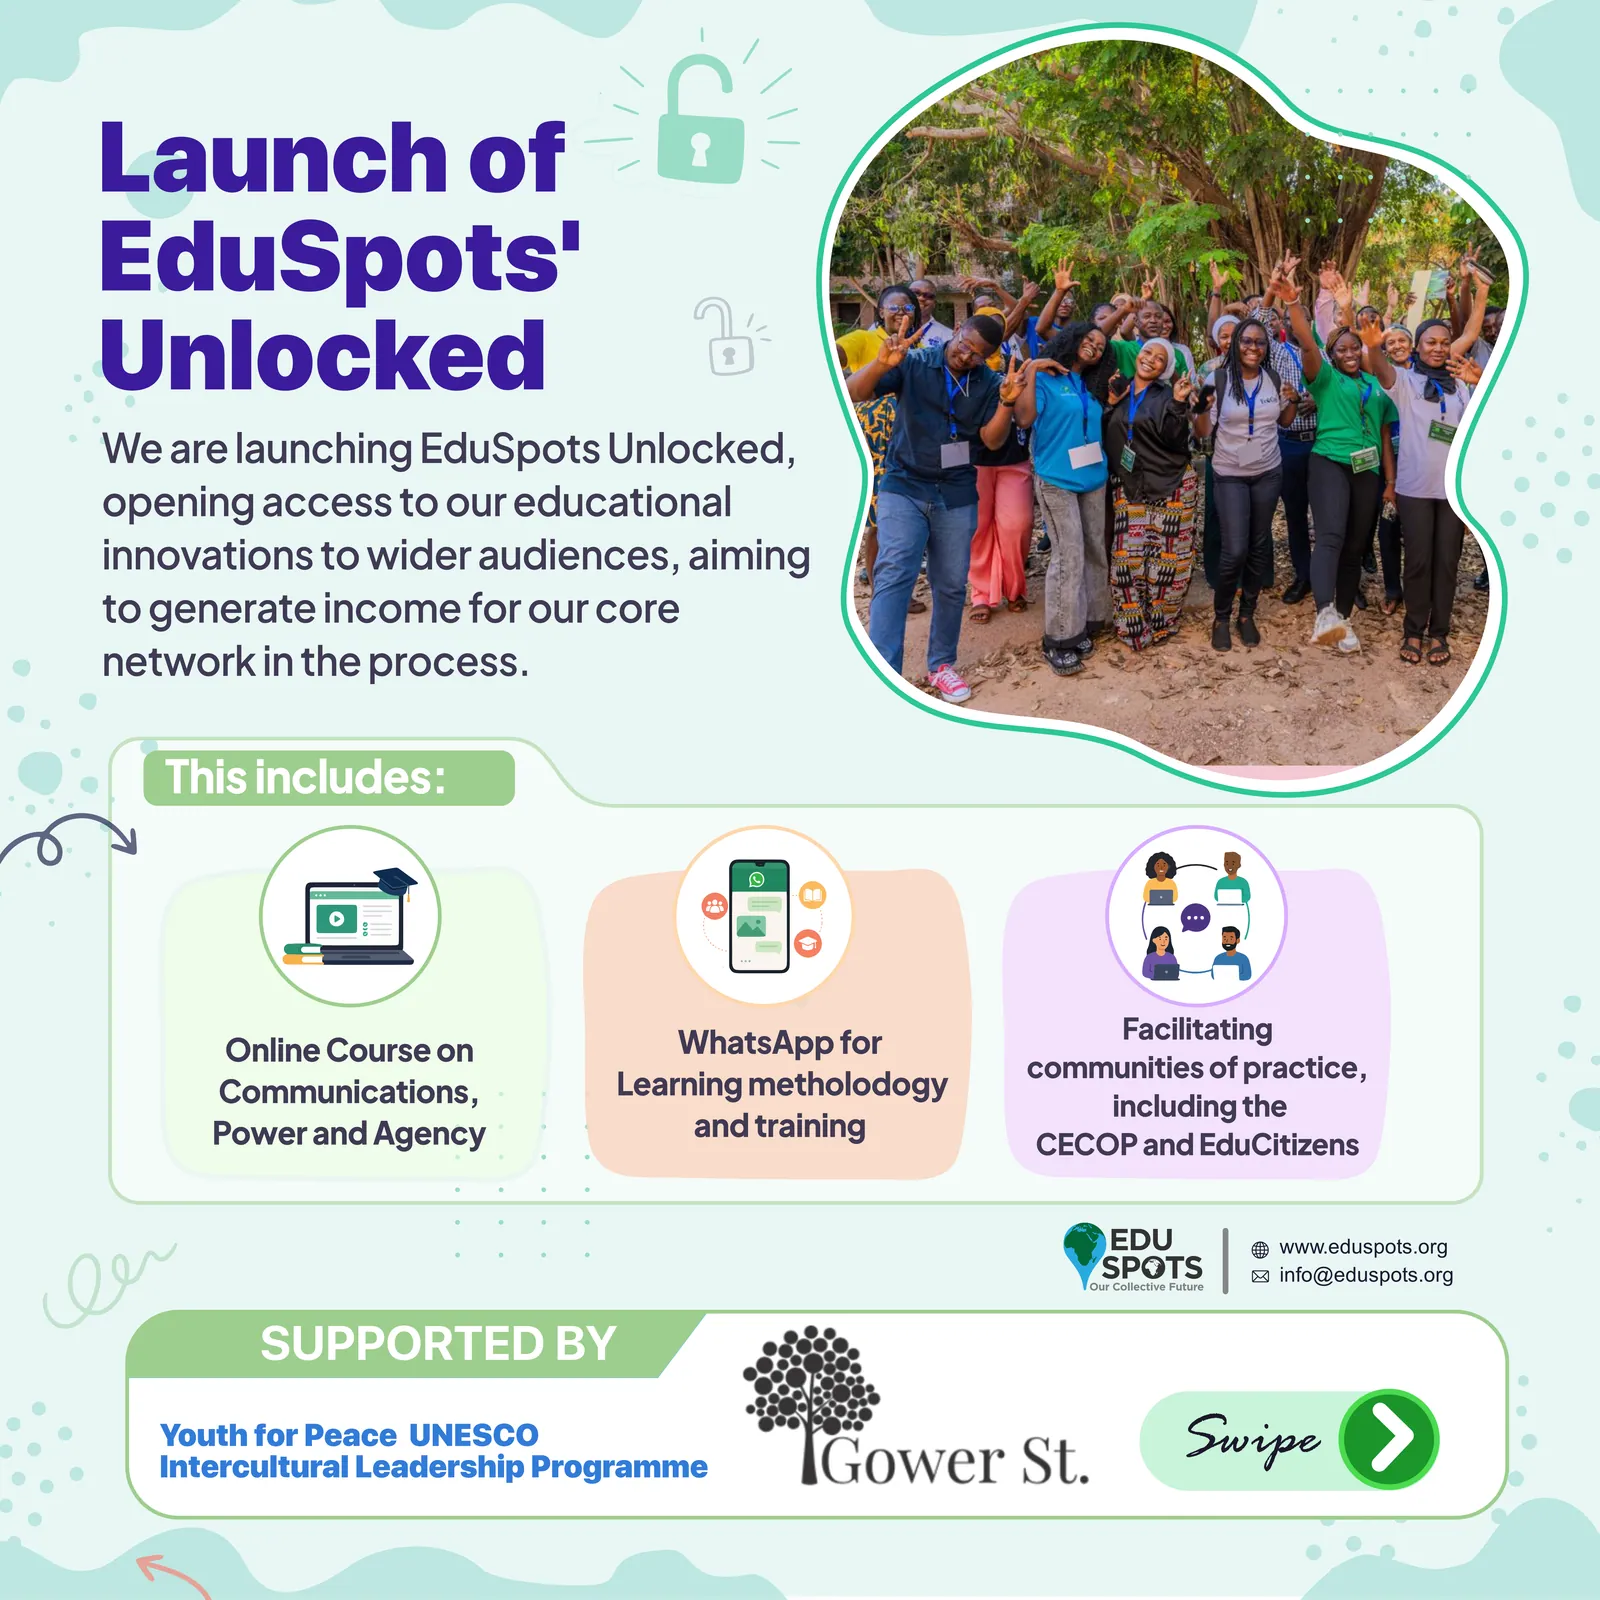 Launch of
EduSpots'
Unlocked
We are launching EduSpots Unlocked,
opening access to our educational
innovations to wider audiences, aiming
to generate income for our core
network in the process.
This includes:
Online Course on
Communications,
Power and Agency
WhatsApp for
Learning metholodogy
and training
Facilitating
communities of practice,
including the
CECOP and EduCitizens
EDU
SPOTS
Our Collective Future
www.eduspots.org
info@eduspots.org
SUPPORTED BY
Youth for Peace UNESCO
Intercultural Leadership Programme
Gower St.
Swipe